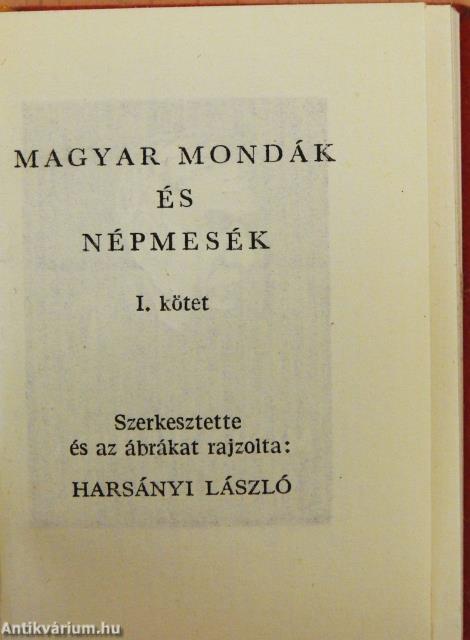 MAGYAR MONDÁK
ÉS
NÉPMESÉK
I. kötet
Szerkesztette
és az ábrákat rajzolta:
HARSÁNYI LÁSZLÓ
Antikvárium.hu